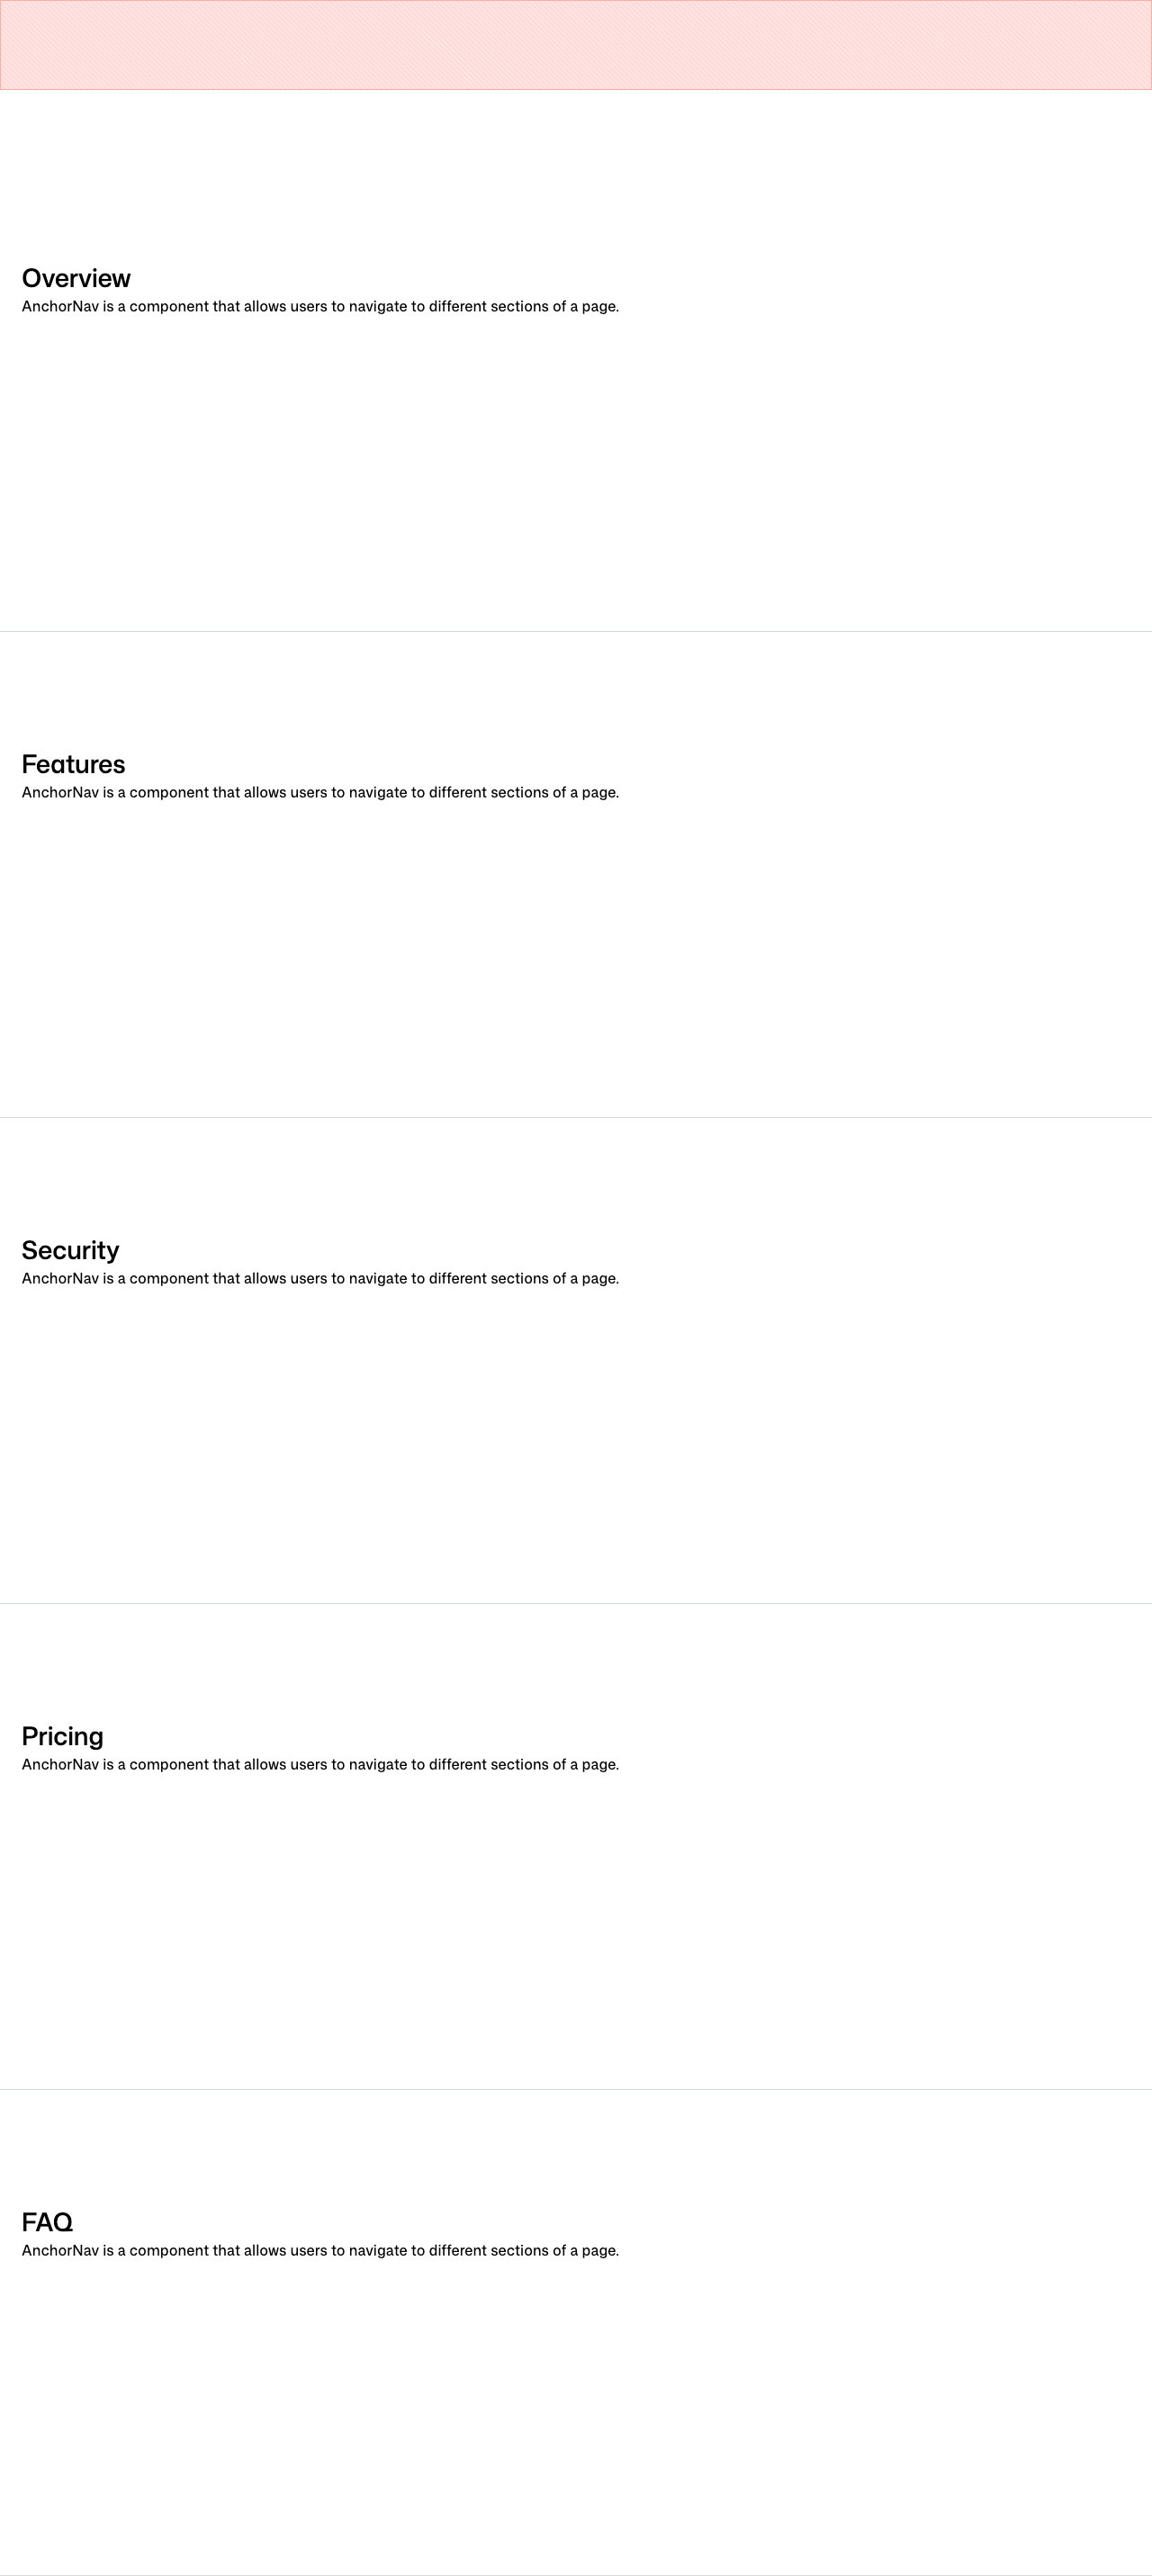 Overview
AnchorNav is a component that allows users to navigate to different sections of a page.
Features
AnchorNav is a component that allows users to navigate to different sections of a page.
Security
AnchorNav is a component that allows users to navigate to different sections of a page.
Pricing
AnchorNav is a component that allows users to navigate to different sections of a page.
FAQ
AnchorNav is a component that allows users to navigate to different sections of a page.